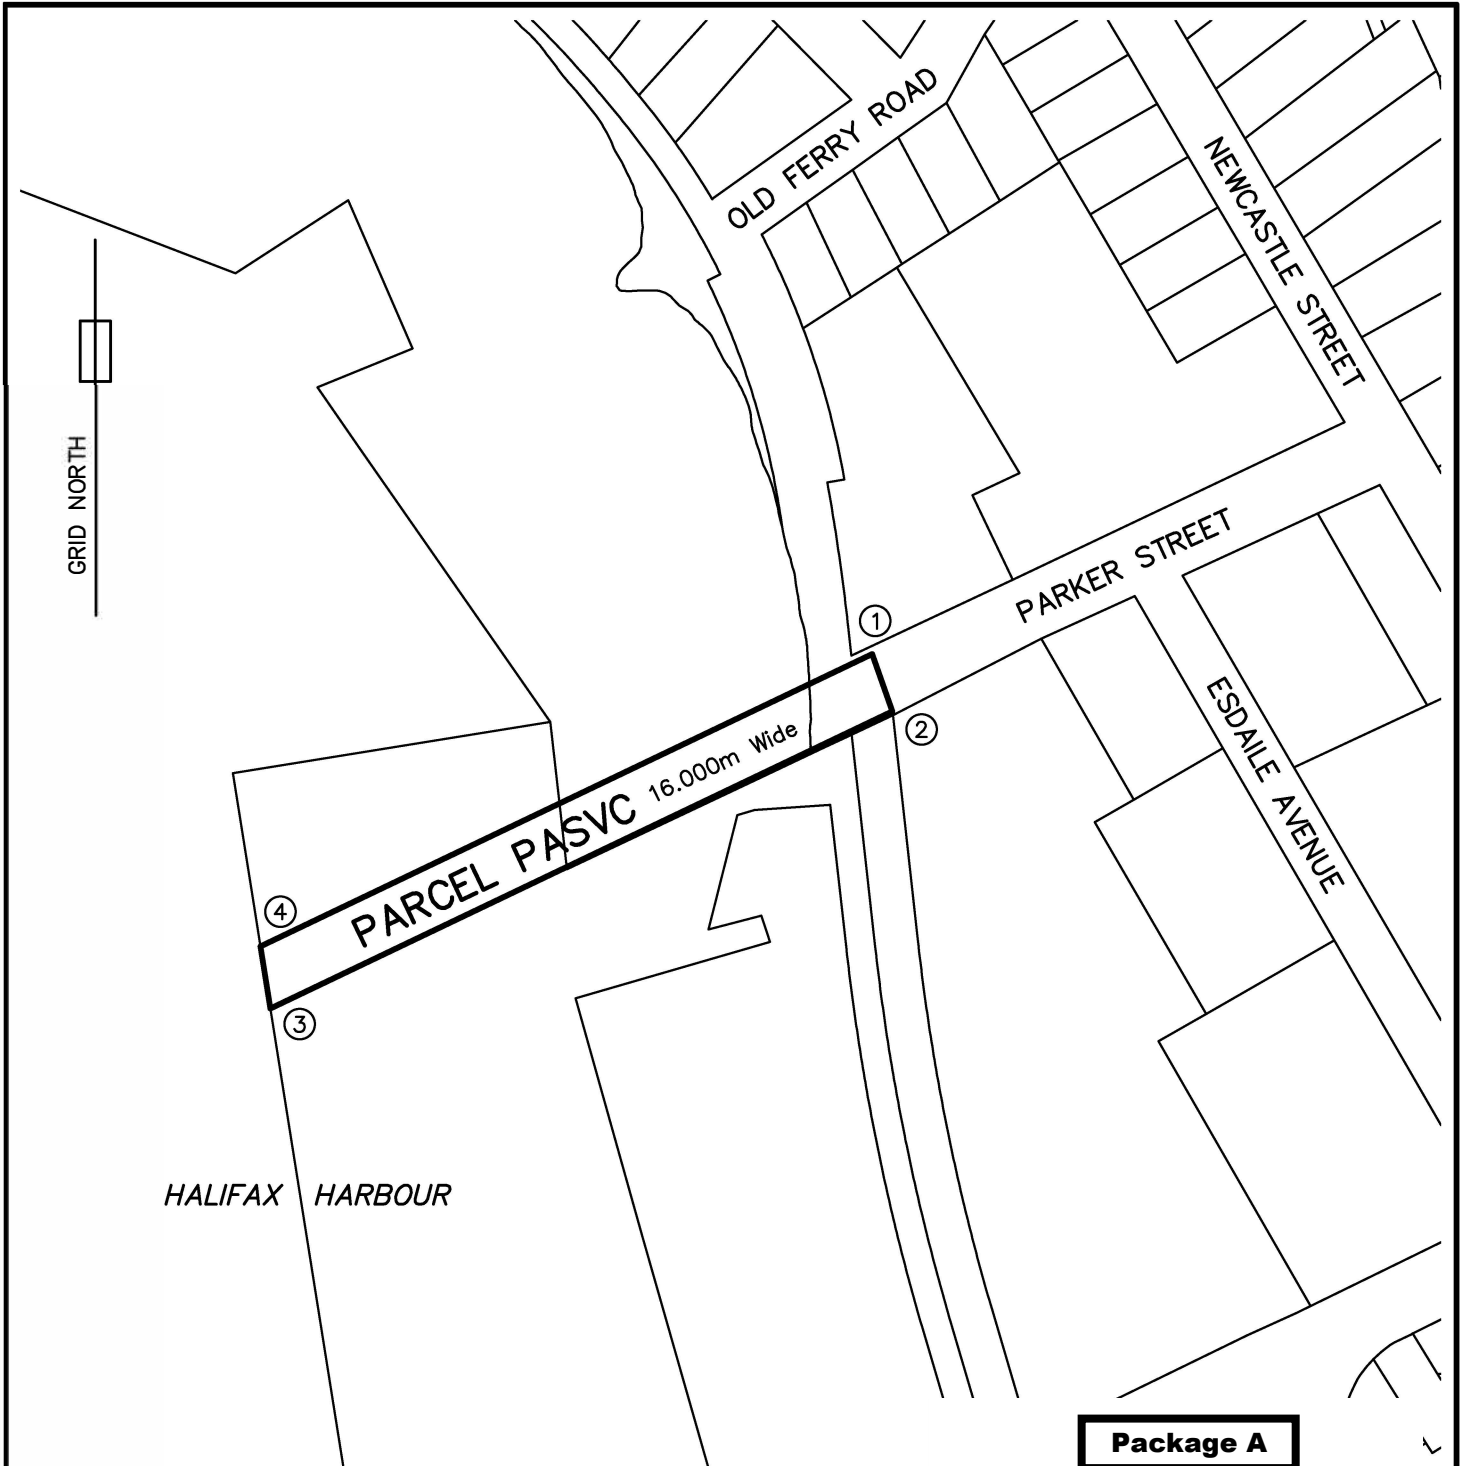 OLD FERRY ROAD
NEWCASTLE STREET
GRID NORTH
PARKER STREET
1
2
ESDAILE AVENUE
PARCEL PASVC 16.000m Wide
4
3
HALIFAX HARBOUR
Package A